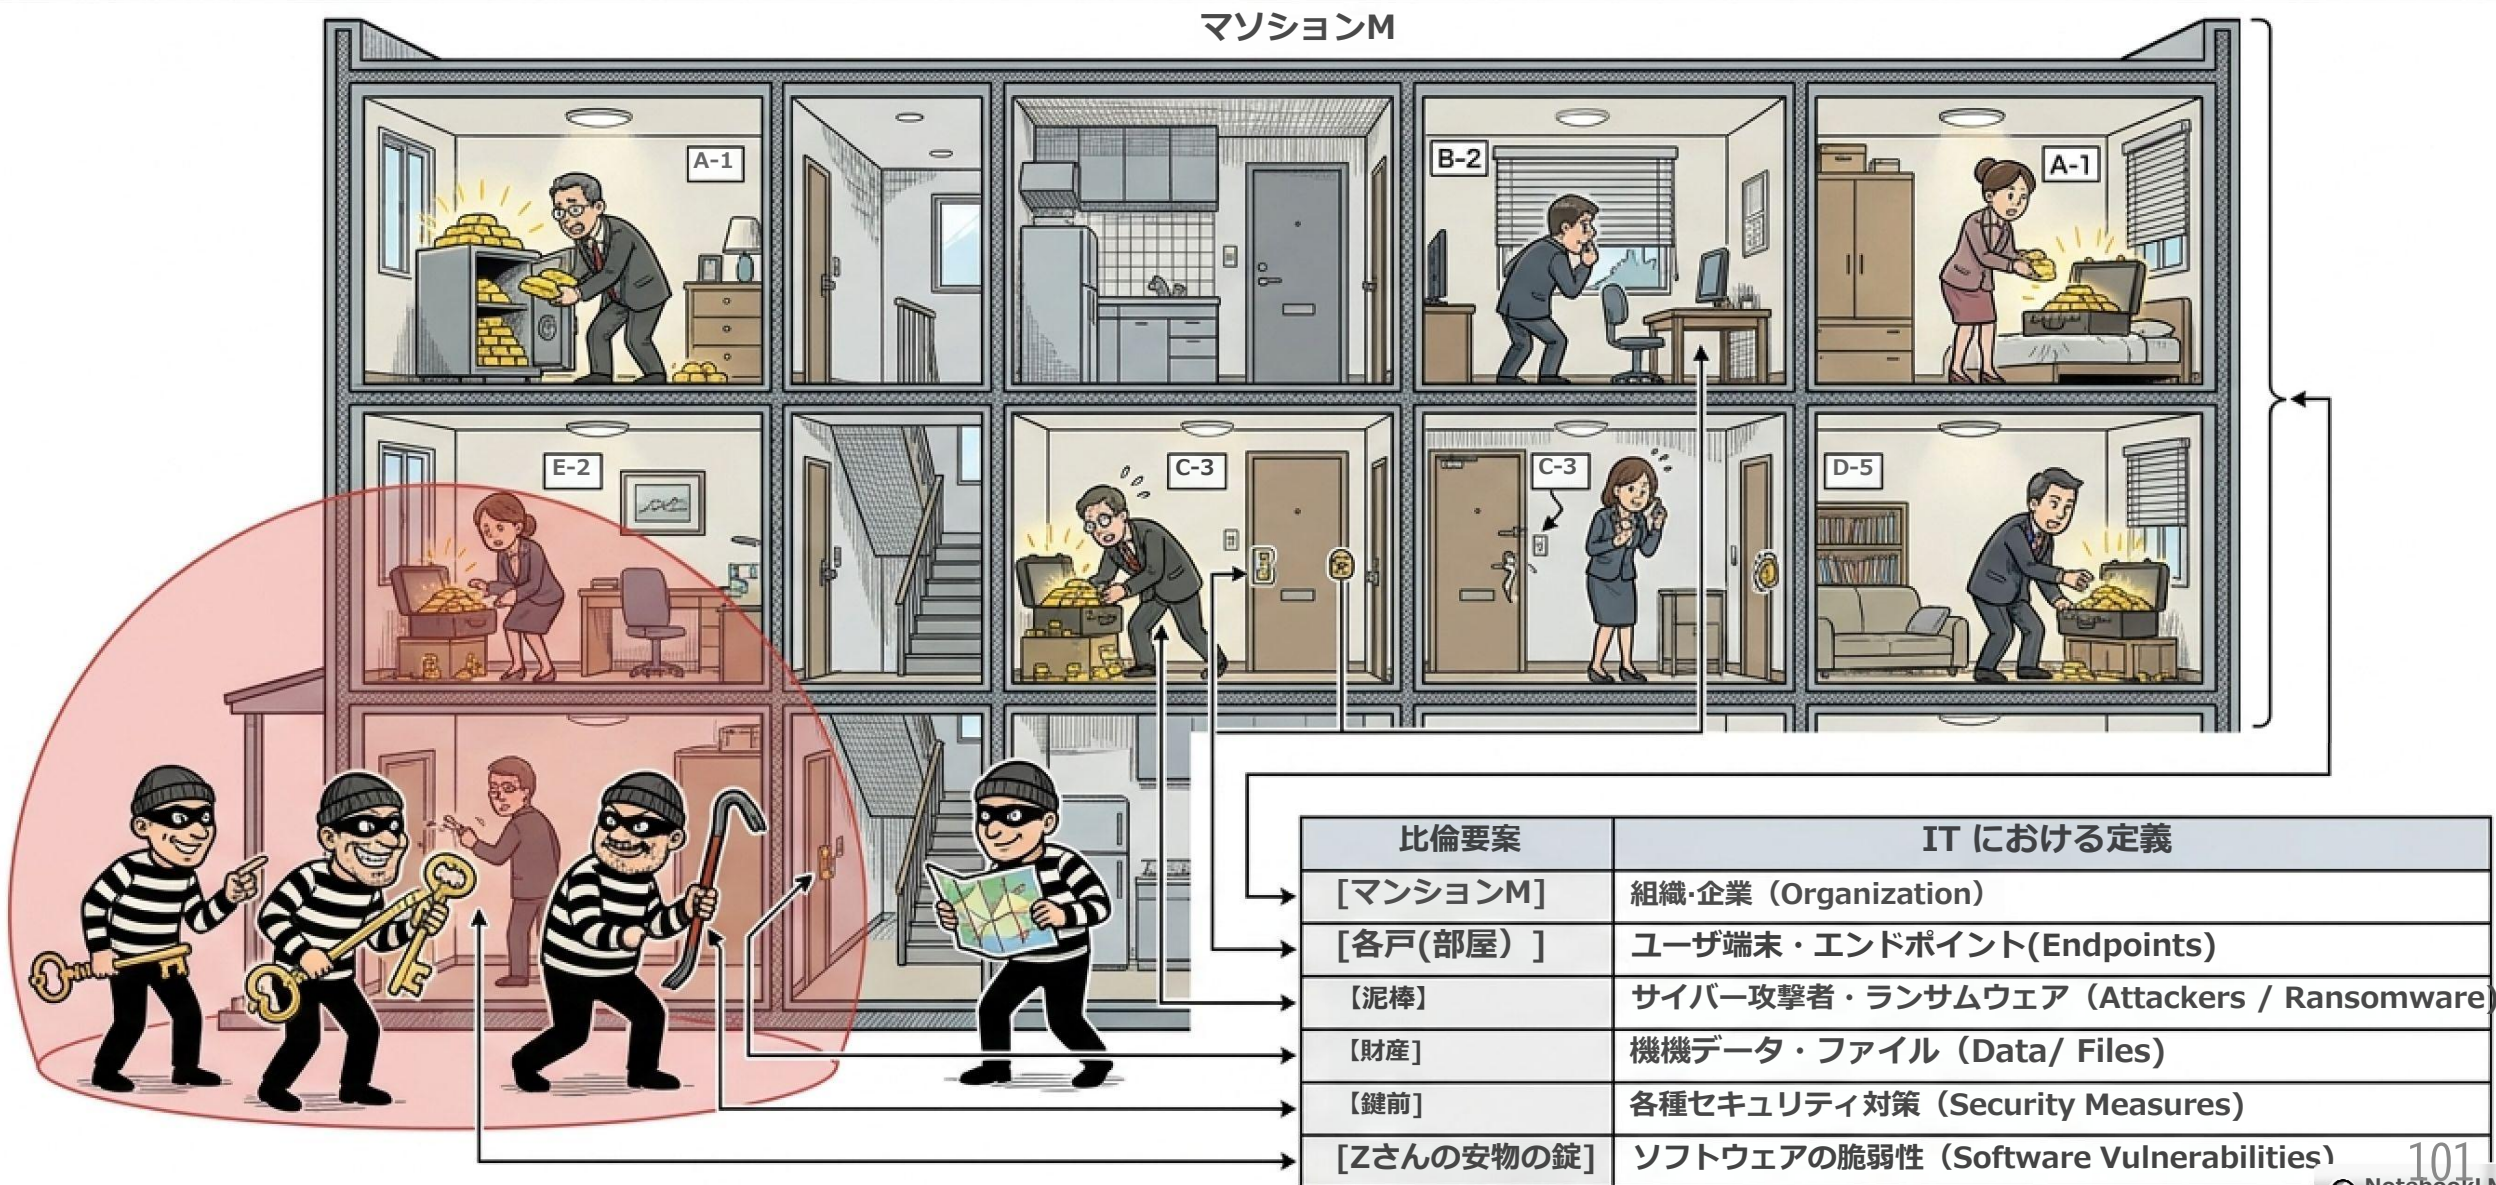 マソションM
A-1
B-2
A-1
E-2
C-3
C-3
D-5
比倫要案
IT における定義
[マンションM]
組織·企業（Organization）
[各戸(部屋）]
ユーザ端末・エンドポイント(Endpoints)
【泥棒】
サイバー攻撃者・ランサムウェア（Attackers / Ransomware)
【財産]
機機データ・ファイル（Data/ Files)
【鍵前]
各種セキュリティ対策（Security Measures)
[Zさんの安物の錠]
ソフトウェアの脆弱性（Software Vulnerabilities)
101